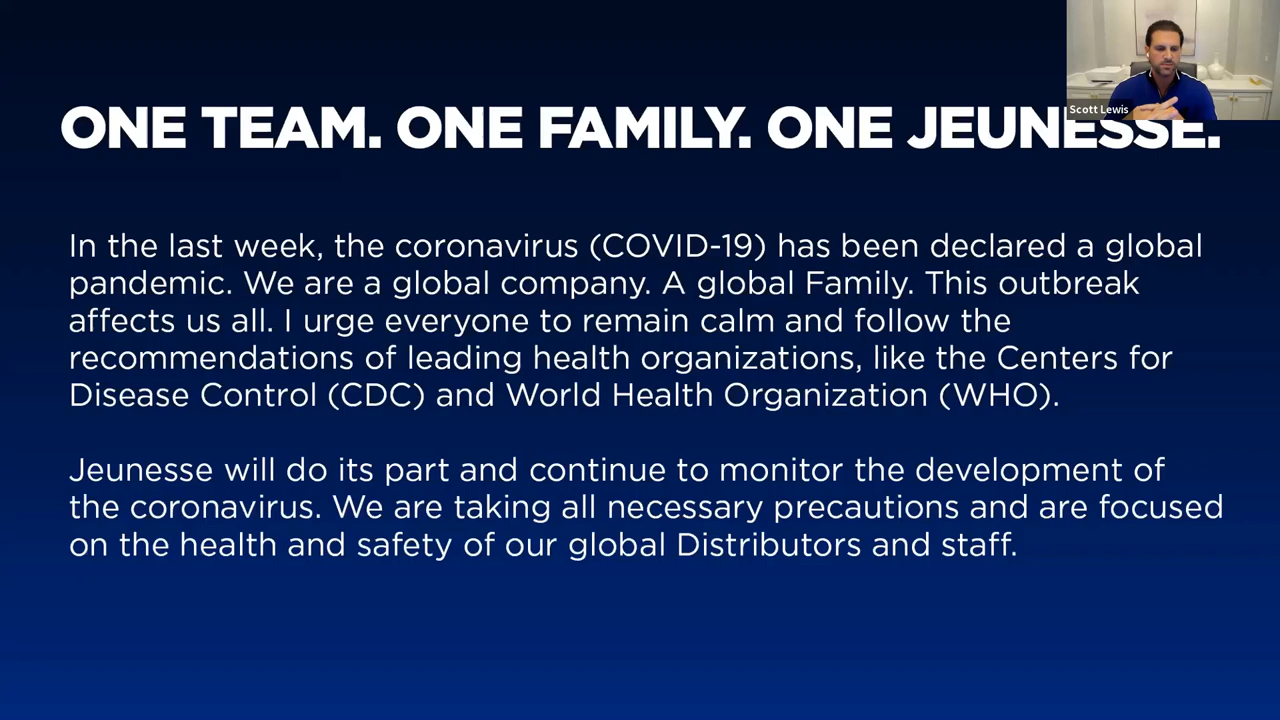 Scott Lewis
ONE TEAM. ONE FAMILY. ONE JEUNESSE.
In the last week, the coronavirus (COVID-19) has been declared a global
pandemic. We are a global company. A global Family. This outbreak
affects us all. I urge everyone to remain calm and follow the
recommendations of leading health organizations, like the Centers for
Disease Control (CDC) and World Health Organization (WHO).
Jeunesse will do its part and continue to monitor the development of
the coronavirus. We are taking all necessary precautions and are focused
on the health and safety of our global Distributors and staff.